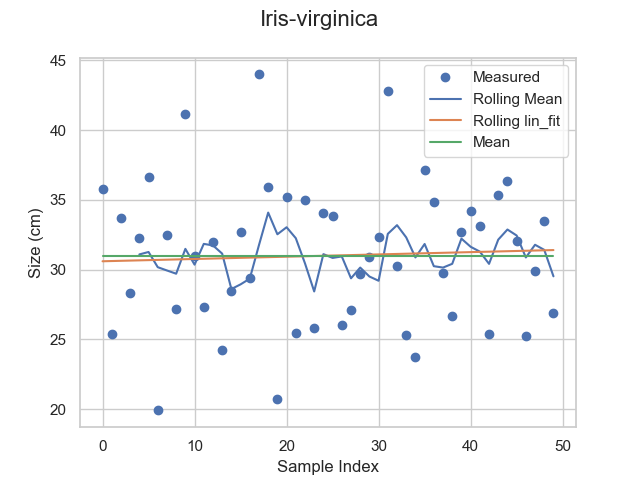 Iris-virginica
45
40
35
30
25
20
Size (cm)
Measured
Rolling Mean
Rolling lin_fit
Mean
0 10 20 30 40 50
Sample Index